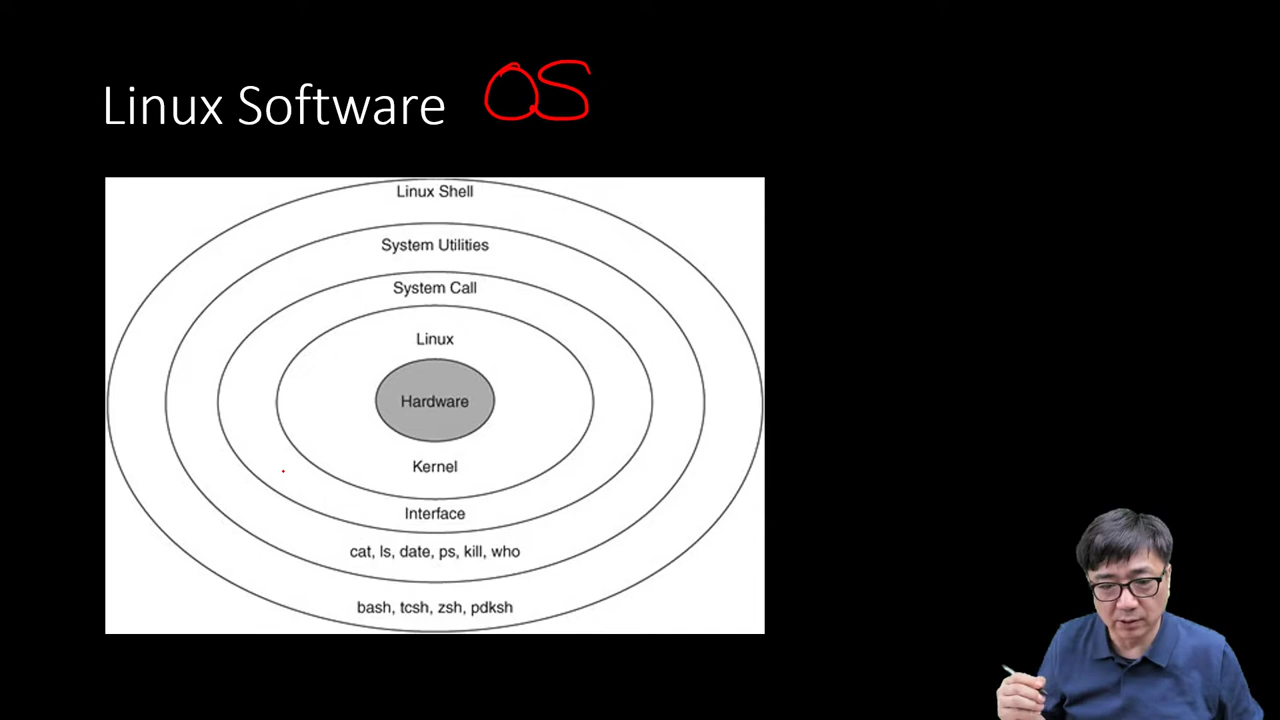 Linux Software OS
Linux Shell
System Utilities
System Call
Linux
Hardware
Kernel
Interface
cat, ls, date, ps, kill, who
bash, tcsh, zsh, pdksh